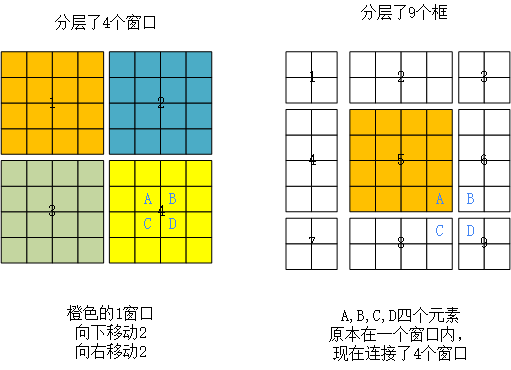 分层了4个窗口
分层了9个框
1
2
3
A B
4
C D
1
2
3
4
5
6
A
B
7
8
C
9
D
橙色的1窗口
向下移动2
向右移动2
A,B,C,D四个元素
原本在一个窗口内，
现在连接了4个窗口